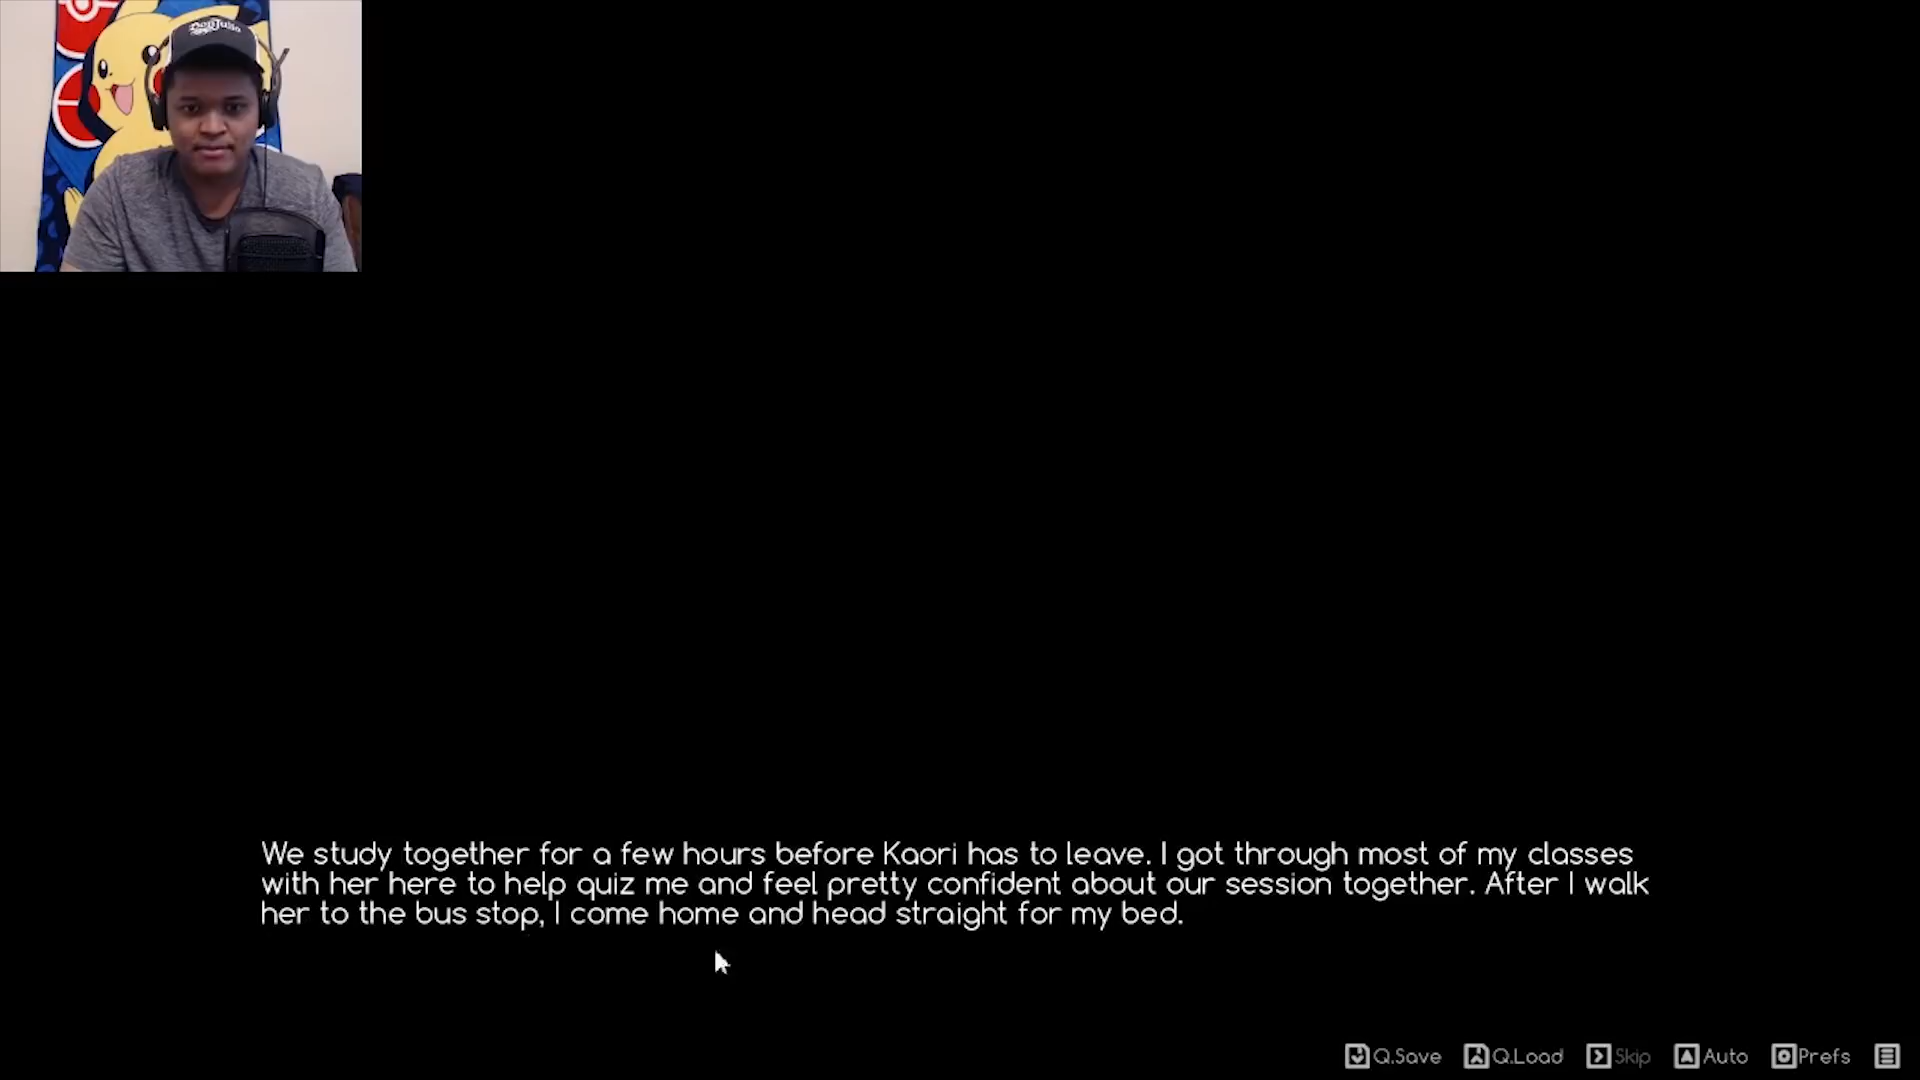 We study together for a few hours before Kaori has to leave. I got through most of my classes
with her here to help quiz me and feel pretty confident about our session together. After I walk
her to the bus stop, I come home and head straight for my bed.
Q.Save Q.Load Skip Auto Prefs